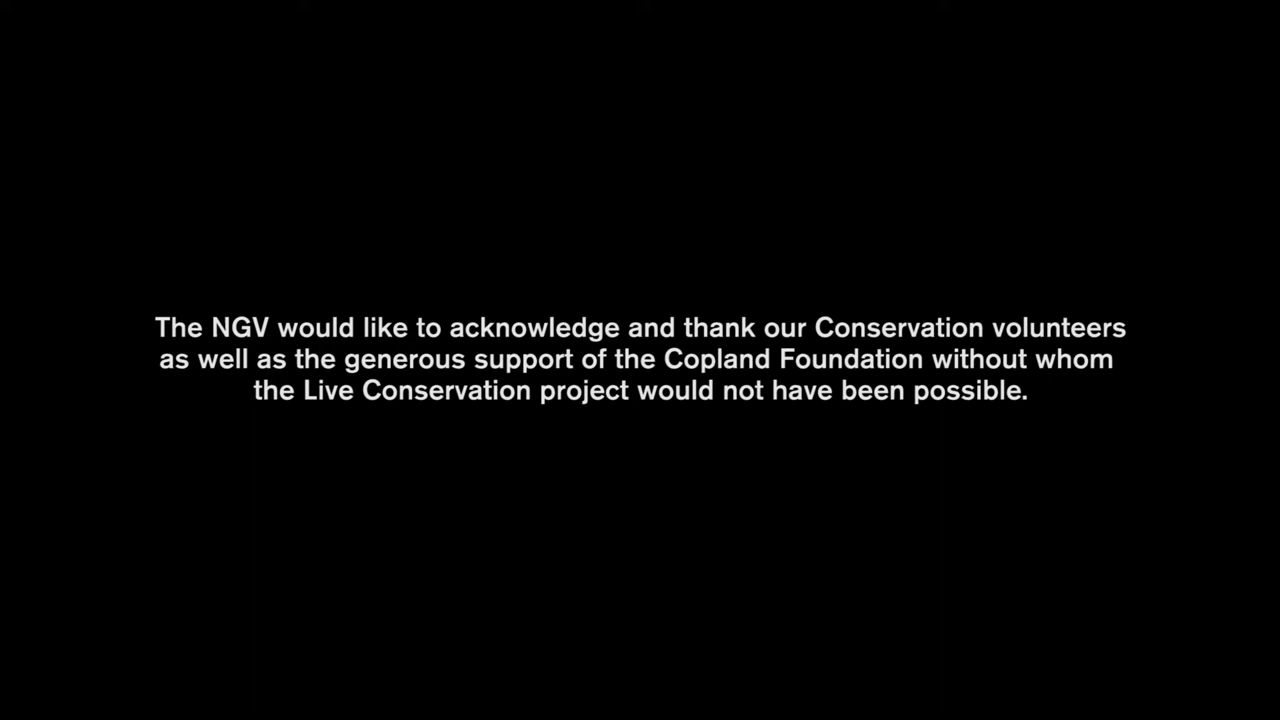 The NGV would like to acknowledge and thank our Conservation volunteers
as well as the generous support of the Copland Foundation without whom
the Live Conservation project would not have been possible.